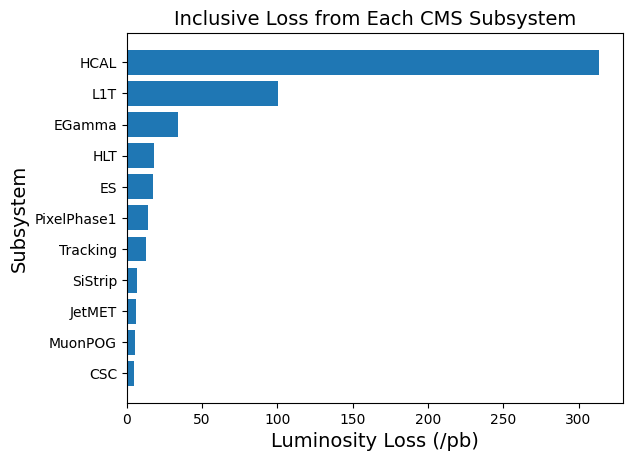 Inclusive Loss from Each CMS Subsystem
Subsystem
HCAL
L1T
EGamma
HLT
ES
PixelPhase1
Tracking
SiStrip
JetMET
MuonPOG
CSC
0 50 100 150 200 250 300
Luminosity Loss (/pb)